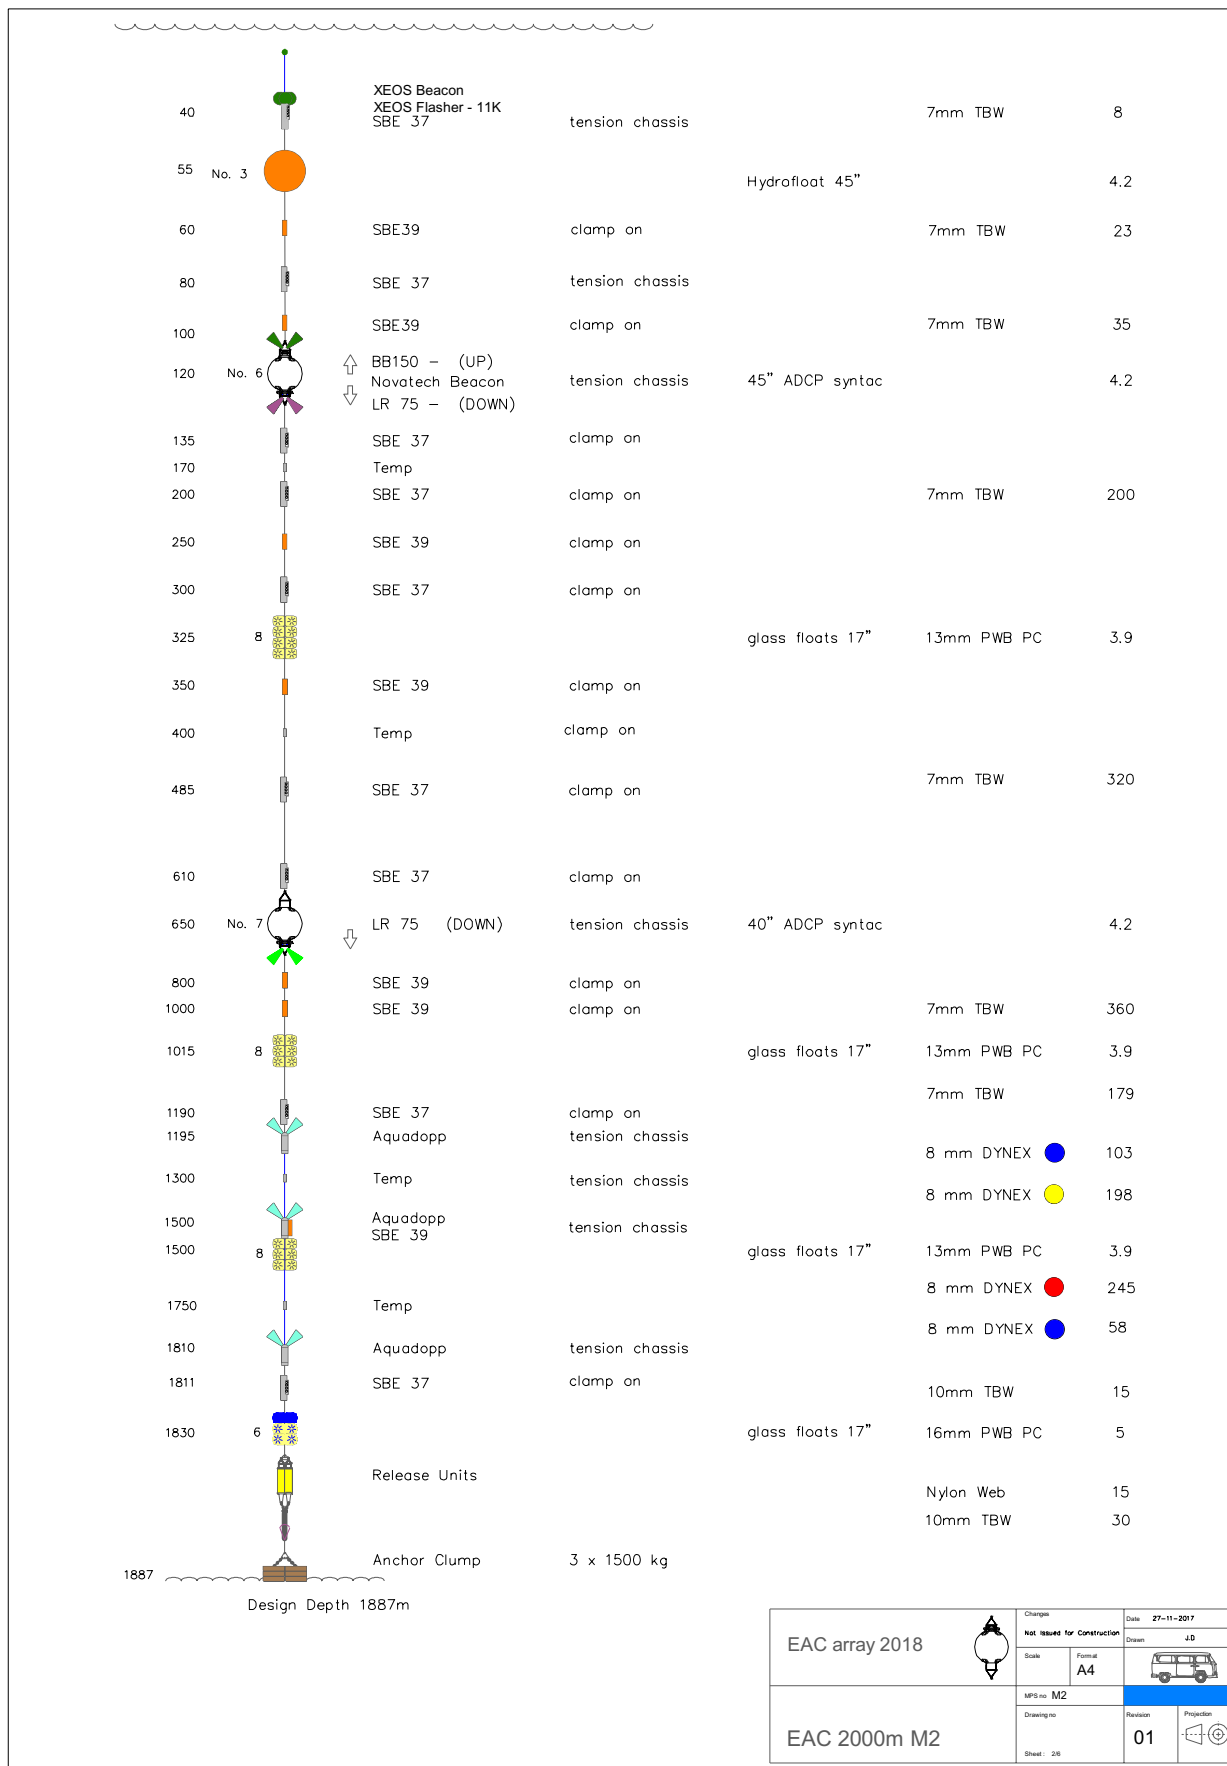 XEOS Beacon
XEOS Flasher - 11K
40 SBE 37 tension chassis 7mm TBW 8
55 No. 3 Hydrofloat 45" 4.2
60 SBE39 clamp on 7mm TBW 23
80 SBE 37 tension chassis
100 SBE39 clamp on 7mm TBW 35
BB150 - (UP)
120 No. 6 Novatech Beacon tension chassis 45" ADCP syntac 4.2
LR 75 - (DOWN)
135 SBE 37 clamp on
170 Temp
200 SBE 37 clamp on 7mm TBW 200
250 SBE 39 clamp on
300 SBE 37 clamp on
325 8 glass floats 17" 13mm PWB PC 3.9
350 SBE 39 clamp on
400 Temp clamp on
7mm TBW 320
485 SBE 37 clamp on
610 SBE 37 clamp on
650 No. 7 LR 75 (DOWN) tension chassis 40" ADCP syntac 4.2
800 SBE 39 clamp on
1000 SBE 39 clamp on 7mm TBW 360
1015 8 glass floats 17" 13mm PWB PC 3.9
7mm TBW 179
1190 SBE 37 clamp on
1195 Aquadopp tension chassis
8 mm DYNEX 103
1300 Temp tension chassis
8 mm DYNEX 198
1500 Aquadopp
SBE 39 tension chassis
1500 8 glass floats 17" 13mm PWB PC 3.9
8 mm DYNEX 245
1750 Temp
8 mm DYNEX 58
1810 Aquadopp tension chassis
1811 SBE 37 clamp on
10mm TBW 15
1830 6 glass floats 17" 16mm PWB PC 5
Release Units
Nylon Web 15
10mm TBW 30
Anchor Clump 3 x 1500 kg
1887
Design Depth 1887m
EAC array 2018
Changes
Not Issued for Construction
Date 27-11-2017
Drawn J.D
Scale
Format
A4
MPS no M2
EAC 2000m M2
Drawing no
Sheet : 2/6
Revision
01
Projection